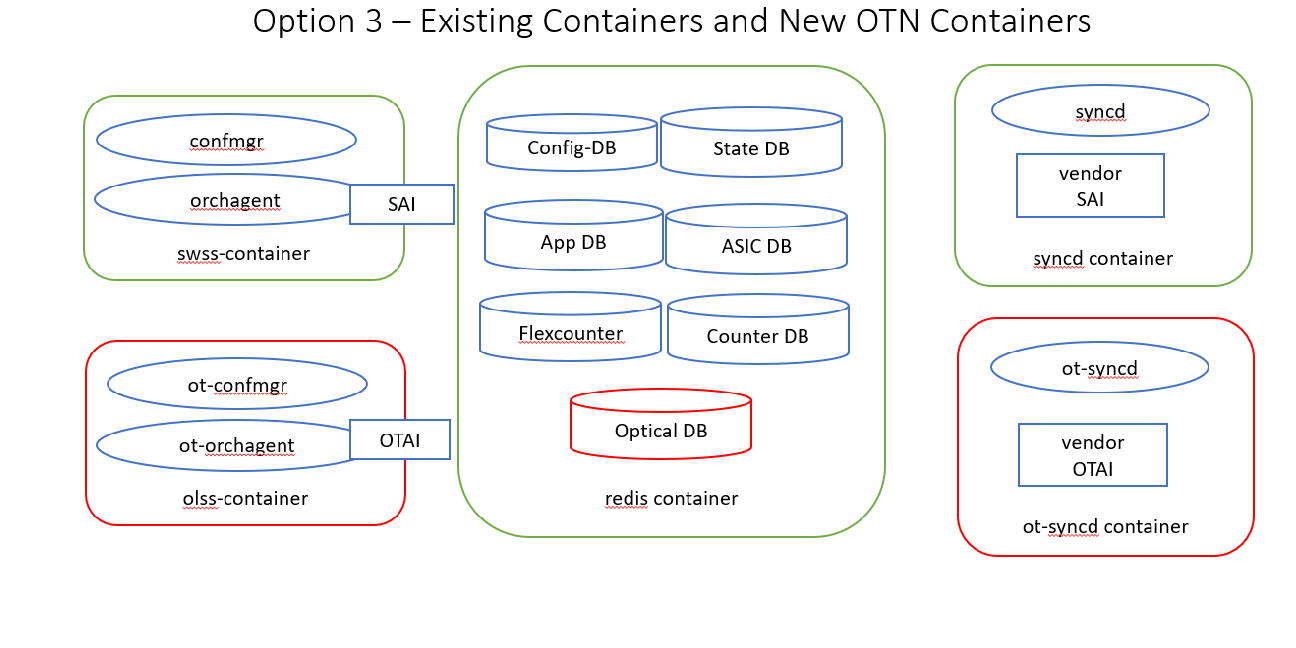 Option 3 – Existing Containers and New OTN Containers
confmgr
orchagent
SAI
swss-container
ot-confmgr
ot-orchagent
OTAI
olss-container
Config-DB
State DB
App DB
ASIC DB
Flexcounter
Counter DB
Optical DB
redis container
syncd
vendor
SAI
syncd container
ot-syncd
vendor
OTAI
ot-syncd container